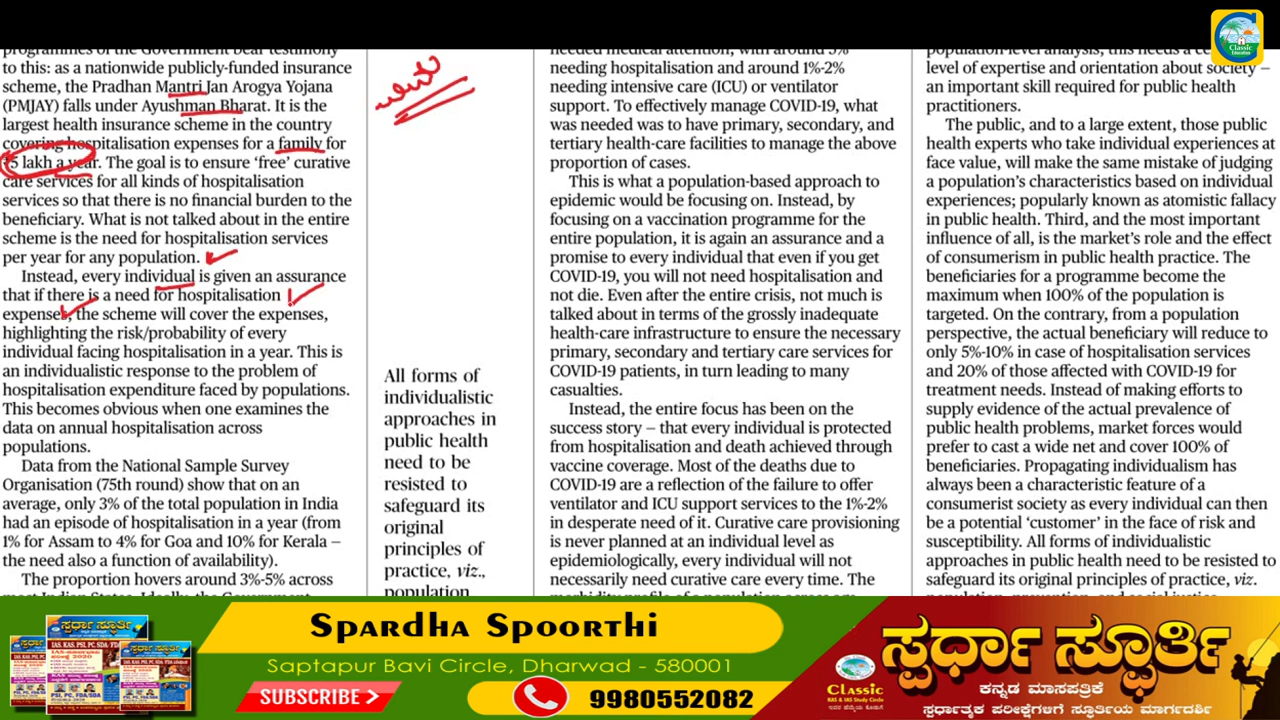 Classic
Education
programmes of the Government bear testimony
to this: as a nationwide publicly-funded insurance
scheme, the Pradhan Mantri Jan Arogya Yojana
(PMJAY) falls under Ayushman Bharat. It is the
largest health insurance scheme in the country
covering hospitalisation expenses for a family for
₹5 lakh a year. The goal is to ensure ‘free’ curative
care services for all kinds of hospitalisation
services so that there is no financial burden to the
beneficiary. What is not talked about in the entire
scheme is the need for hospitalisation services
per year for any population.
Instead, every individual is given an assurance
that if there is a need for hospitalisation
expenses, the scheme will cover the expenses,
highlighting the risk/probability of every
individual facing hospitalisation in a year. This is
an individualistic response to the problem of
hospitalisation expenditure faced by populations.
This becomes obvious when one examines the
data on annual hospitalisation across
populations.
Data from the National Sample Survey
Organisation (75th round) show that on an
average, only 3% of the total population in India
had an episode of hospitalisation in a year (from
1% for Assam to 4% for Goa and 10% for Kerala —
the need also a function of availability).
The proportion hovers around 3%-5% across
most Indian States. Ideally, the Government
All forms of
individualistic
approaches in
public health
need to be
resisted to
safeguard its
original
principles of
practice, viz.,
population
needed medical attention, with another 5%
needing hospitalisation and around 1%-2%
needing intensive care (ICU) or ventilator
support. To effectively manage COVID-19, what
was needed was to have primary, secondary, and
tertiary health-care facilities to manage the above
proportion of cases.
This is what a population-based approach to
epidemic would be focusing on. Instead, by
focusing on a vaccination programme for the
entire population, it is again an assurance and a
promise to every individual that even if you get
COVID-19, you will not need hospitalisation and
not die. Even after the entire crisis, not much is
talked about in terms of the grossly inadequate
health-care infrastructure to ensure the necessary
primary, secondary and tertiary care services for
COVID-19 patients, in turn leading to many
casualties.
Instead, the entire focus has been on the
success story — that every individual is protected
from hospitalisation and death achieved through
vaccine coverage. Most of the deaths due to
COVID-19 are a reflection of the failure to offer
ventilator and ICU support services to the 1%-2%
in desperate need of it. Curative care provisioning
is never planned at an individual level as
epidemiologically, every individual will not
necessarily need curative care every time. The
population-level analysis, this needs a
level of expertise and orientation about society —
an important skill required for public health
practitioners.
The public, and to a large extent, those public
health experts who take individual experiences at
face value, will make the same mistake of judging
a population’s characteristics based on individual
experiences; popularly known as atomistic fallacy
in public health. Third, and the most important
influence of all, is the market’s role and the effect
of consumerism in public health practice. The
beneficiaries for a programme become the
maximum when 100% of the population is
targeted. On the contrary, from a population
perspective, the actual beneficiary will reduce to
only 5%-10% in case of hospitalisation services
and 20% of those affected with COVID-19 for
treatment needs. Instead of making efforts to
supply evidence of the actual prevalence of
public health problems, market forces would
prefer to cast a wide net and cover 100% of
beneficiaries. Propagating individualism has
always been a characteristic feature of a
consumerist society as every individual can then
be a potential ‘customer’ in the face of risk and
susceptibility. All forms of individualistic
approaches in public health need to be resisted to
safeguard its original principles of practice, viz.
ಸ್ಪರ್ಧಾ ಸ್ಫೂರ್ತಿ
Spardha Spoorthi
Saptapur Bavi Circle Dharwad - 580001
SUBSCRIBE
9980552082
Classic
KAS & IAS Study Circle
ಸ್ಪರ್ಧಾ ಸ್ಫೂರ್ತಿ
ಕನ್ನಡ ಮಾಸಪತ್ರಿಕೆ
ಸ್ಪರ್ಧಾತ್ಮಕ ಪರೀಕ್ಷೆಗಳಿಗೆ ಸ್ಫೂರ್ತಿಯ ಮಾರ್ಗದರ್ಶಿ